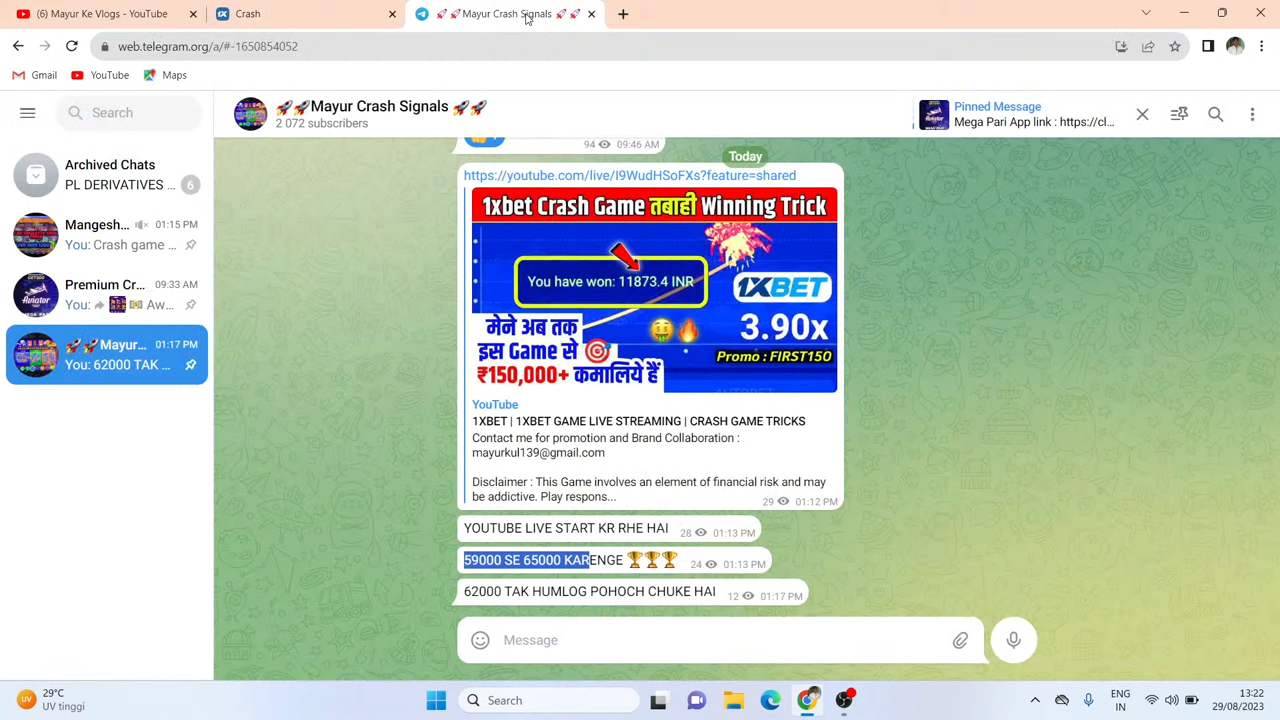 (6) Mayur Ke Vlogs - YouTube
Crash
🚀🚀Mayur Crash Signals 🚀🚀
web.telegram.org/a/#-1650854052
Gmail
YouTube
Maps
Search
🚀🚀Mayur Crash Signals 🚀🚀
2 072 subscribers
Pinned Message
Mega Pari App link : https://cl...
Archived Chats
PL DERIVATIVES ...
6
Mangesh...
01:15 PM
You: Crash game ...
Premium Cr...
09:33 AM
You: Aw...
🚀🚀Mayur...
01:17 PM
You: 62000 TAK ...
94 09:46 AM
Today
https://youtube.com/live/I9WudHSoFXs?feature=shared
1xbet Crash Game तबाही Winning Trick
You have won: 11873.4 INR
1XBET
मेने अब तक
इस Game से
₹150,000+ कमालिये हैं
3.90x
Promo : FIRST150
AUTOBET
YouTube
1XBET | 1XBET GAME LIVE STREAMING | CRASH GAME TRICKS
Contact me for promotion and Brand Collaboration :
mayurkul139@gmail.com
Disclaimer : This Game involves an element of financial risk and may
be addictive. Play respons...
29 01:12 PM
YOUTUBE LIVE START KR RHE HAI
28 01:13 PM
59000 SE 65000 KARENGE 🏆🏆🏆
24 01:13 PM
62000 TAK HUMLOG POHOCH CHUKE HAI
12 01:17 PM
Message
29°C
UV tinggi
Search
ENG
IN
13:22
29/08/2023